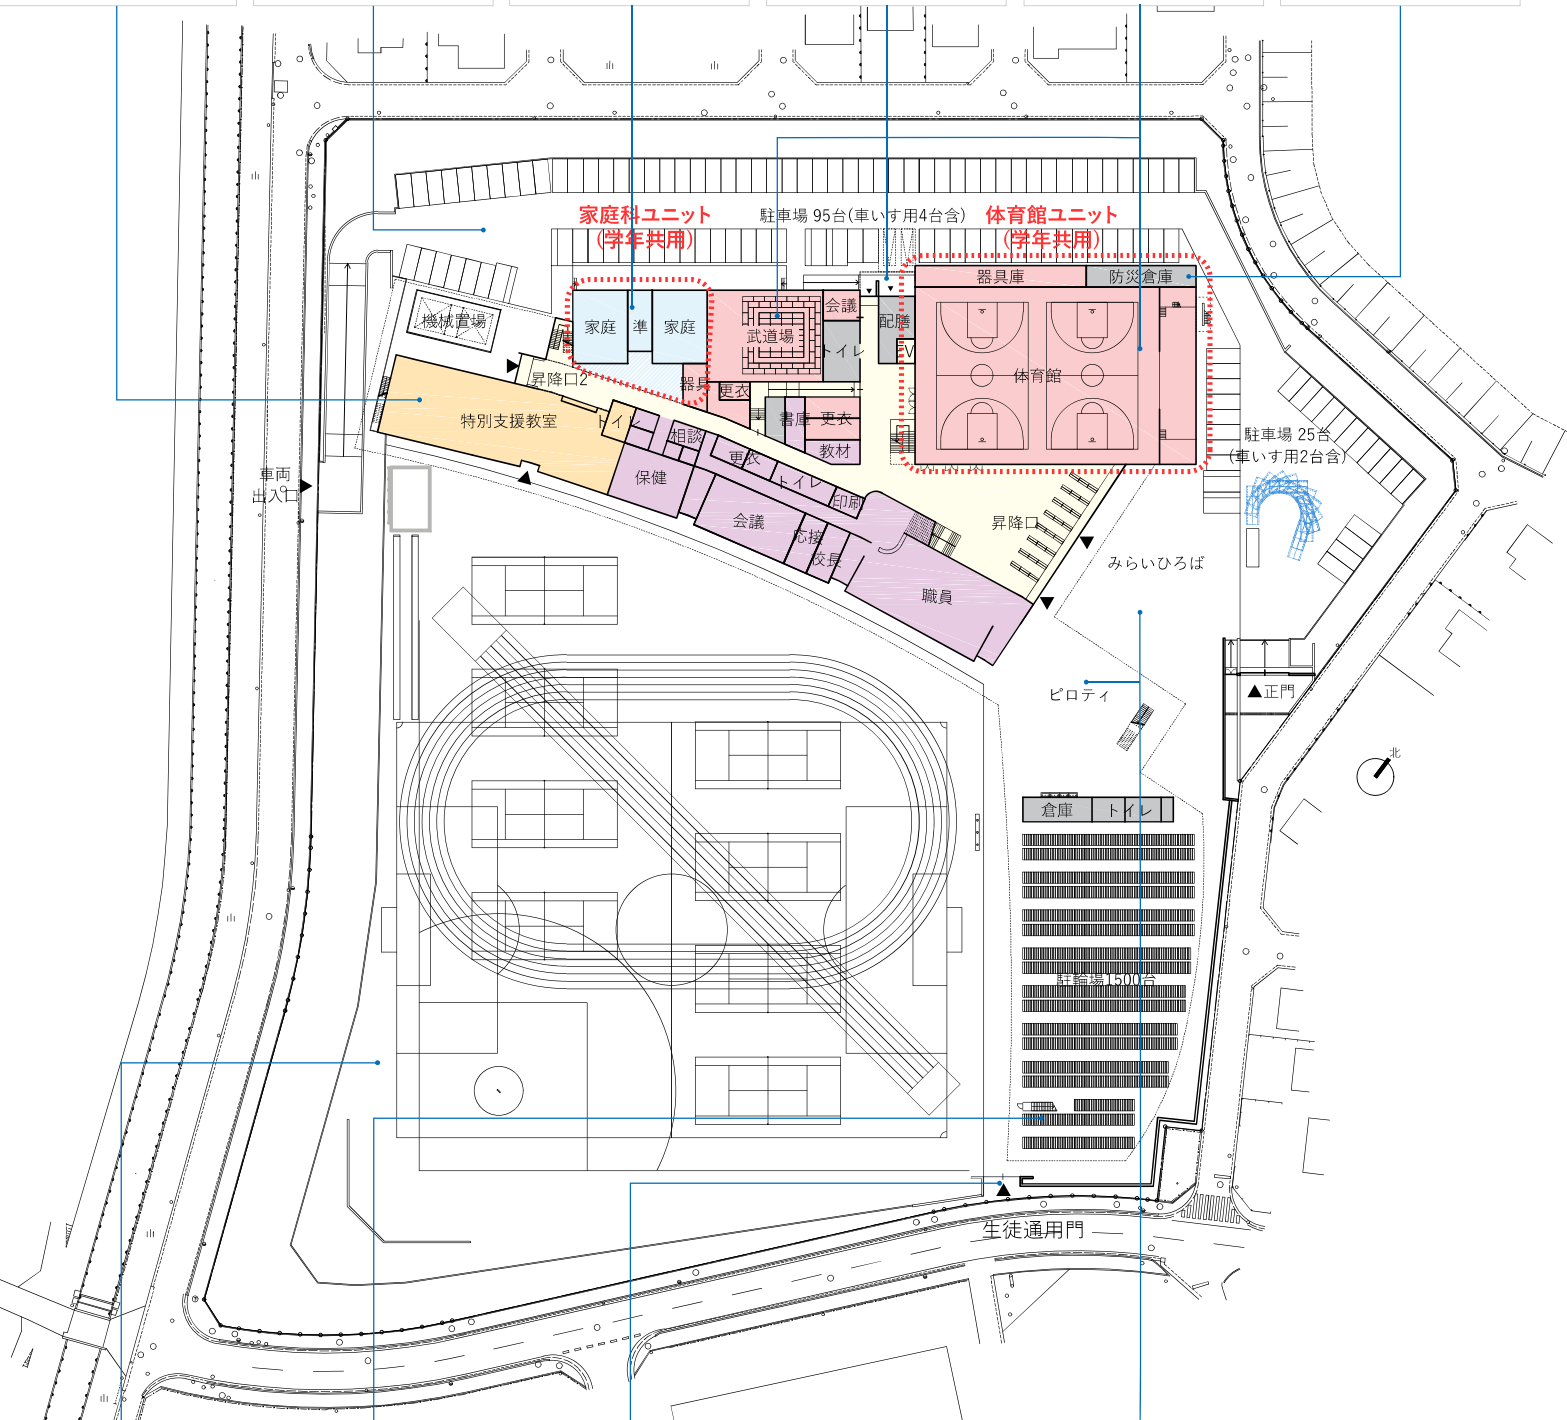 家庭科ユニット
(学年共用)
駐車場 95台(車いす用4台含)
体育館ユニット
(学年共用)
器具庫
防災倉庫
機械置場
家庭
準
家庭
会議
配膳
武道場
トイレ
EV
体育館
昇降口2
器具
更衣
特別支援教室
トイレ
相談
書庫
更衣
教材
駐車場 25台
(車いす用2台含)
車両
出入口
保健
更衣
トイレ
印刷
会議
応接
校長
昇降口
みらいひろば
職員
ピロティ
▲正門
北
倉庫
トイレ
駐輪場1500台
生徒通用門